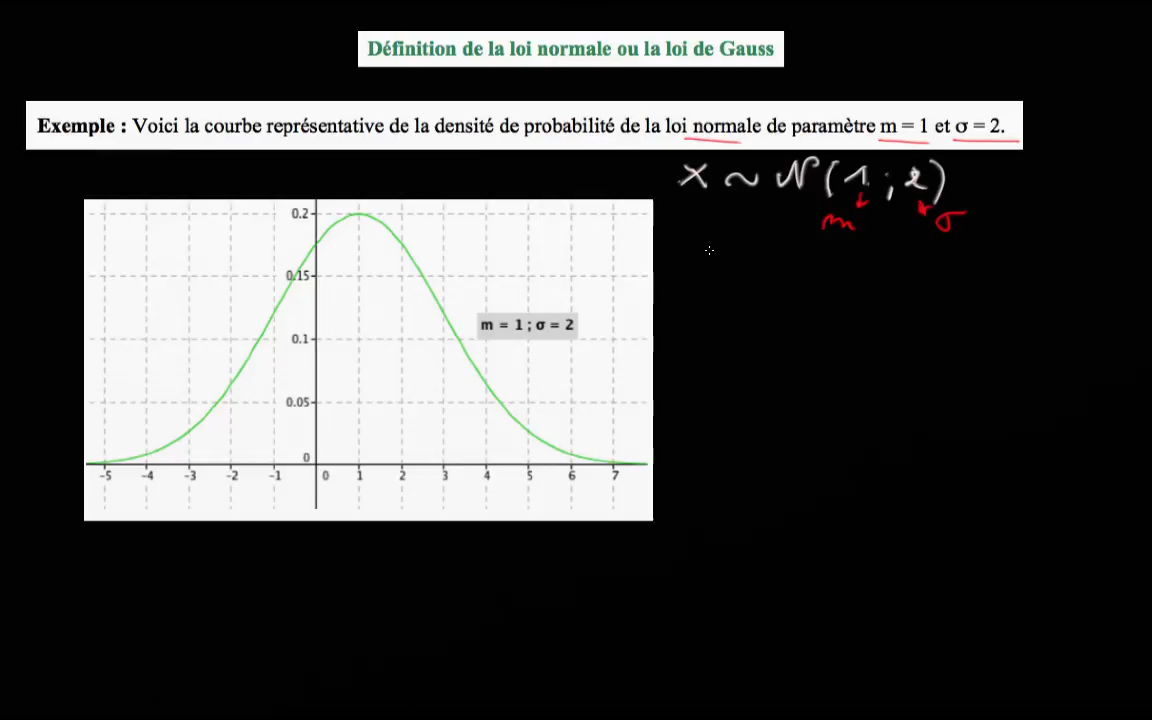 Définition de la loi normale ou la loi de Gauss
Exemple : Voici la courbe représentative de la densité de probabilité de la loi normale de paramètre m = 1 et σ = 2.
X ~ N (1 ; 2)
m σ
0.2
0.15
m = 1 ; σ = 2
0.1
0.05
0
-5 -4 -3 -2 -1 0 1 2 3 4 5 6 7